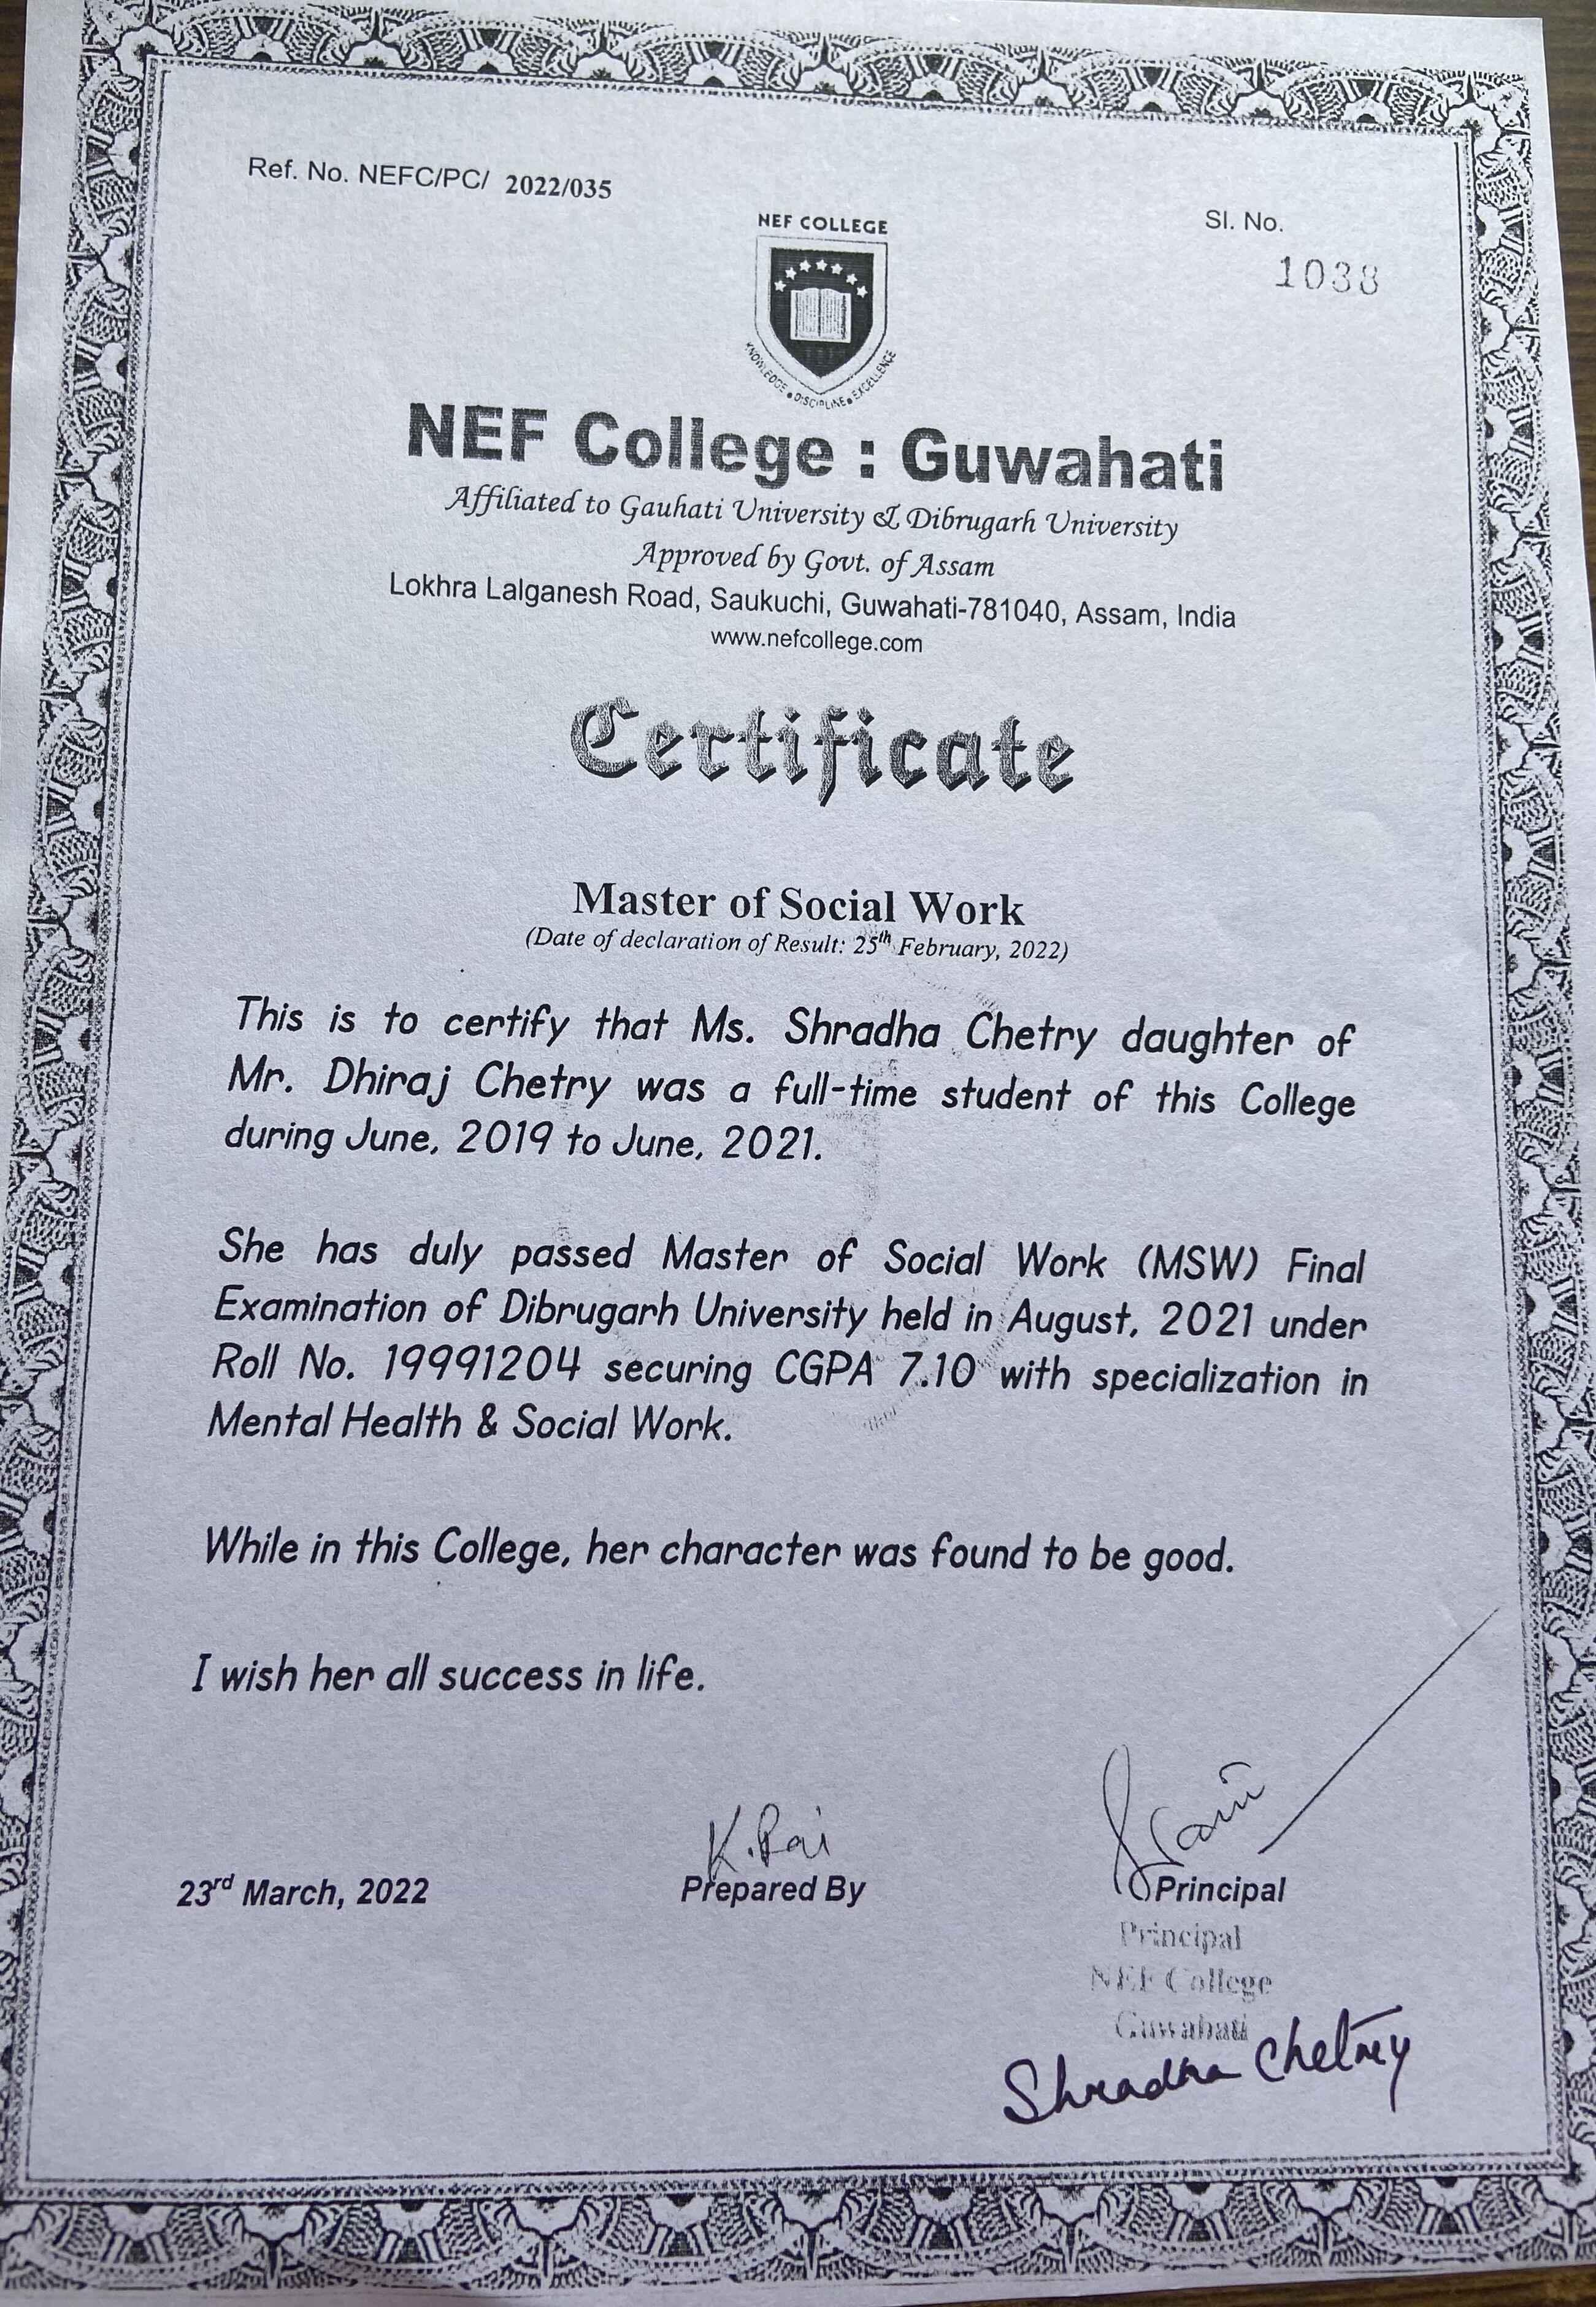 Ref. No. NEFC/PC/ 2022/035
Sl. No.
1038
NEF COLLEGE
KNOWLEDGE • DISCIPLINE • EXCELLENCE
NEF College : Guwahati
Affiliated to Gauhati University & Dibrugarh University
Approved by Govt. of Assam
Lokhra Lalganesh Road, Saukuchi, Guwahati-781040, Assam, India
www.nefcollege.com
Certificate
Master of Social Work
(Date of declaration of Result: 25th February, 2022)
This is to certify that Ms. Shradha Chetry daughter of
Mr. Dhiraj Chetry was a full-time student of this College
during June, 2019 to June, 2021.
She has duly passed Master of Social Work (MSW) Final
Examination of Dibrugarh University held in August, 2021 under
Roll No. 19991204 securing CGPA 7.10 with specialization in
Mental Health & Social Work.
While in this College, her character was found to be good.
I wish her all success in life.
K. Rai
23rd March, 2022
Prepared By
Principal
Principal
NEF College
Guwahati
Shradha Chetry